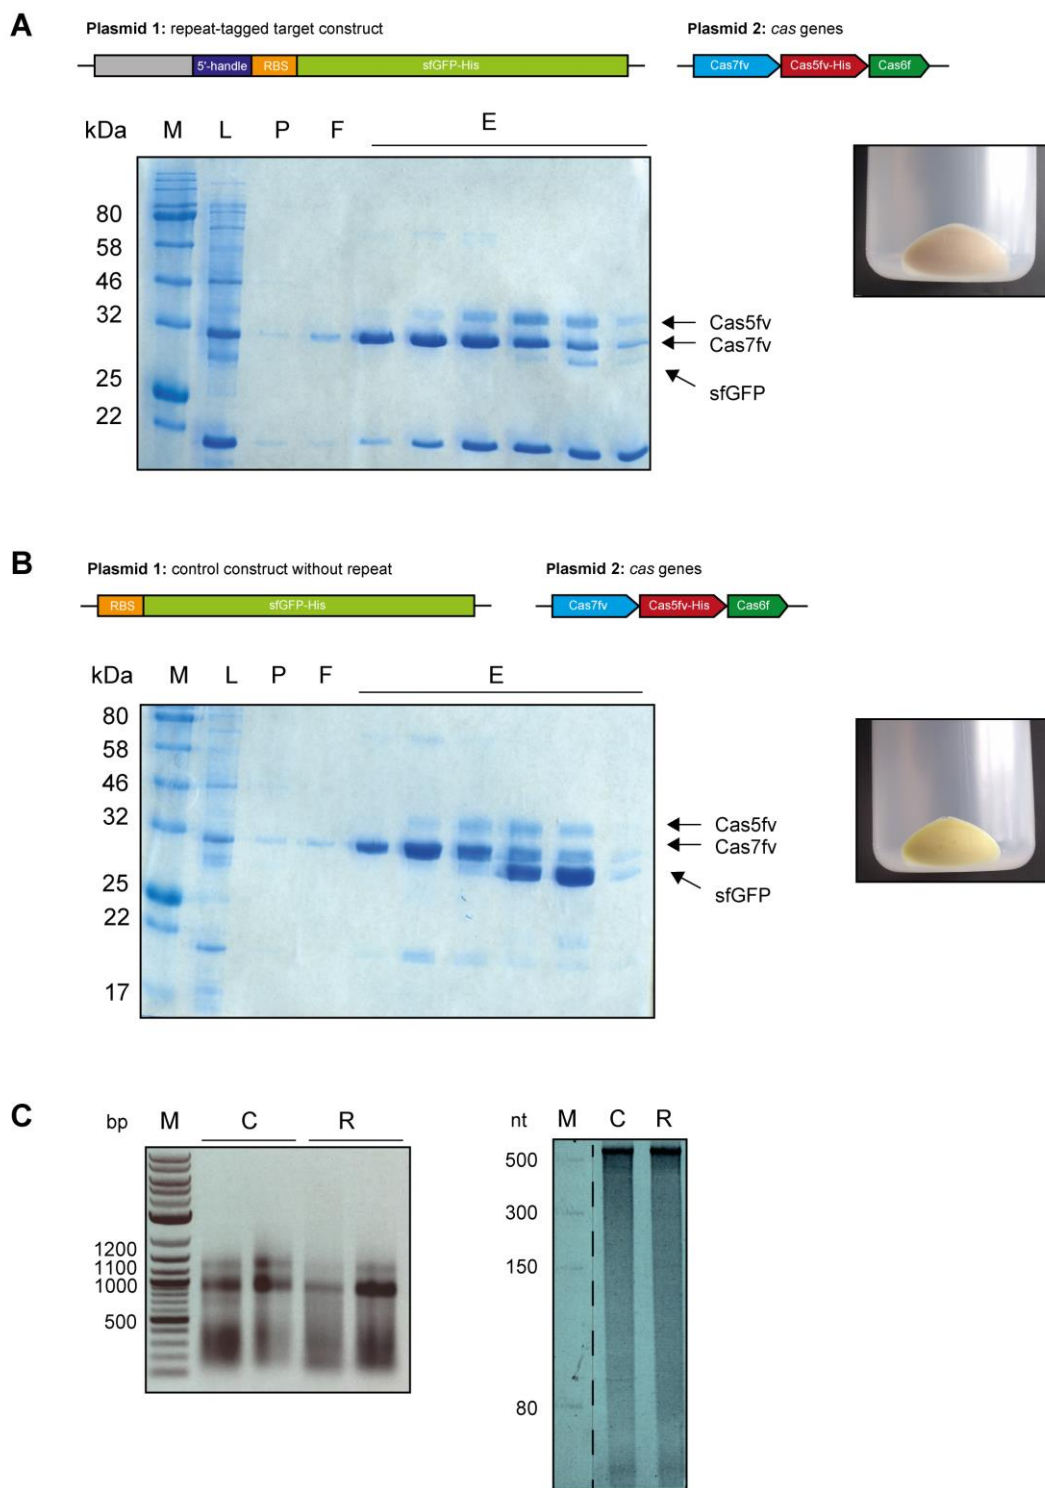 A
Plasmid 1: repeat-tagged target construct
Plasmid 2: cas genes
5'-handle RBS sfGFP-His
Cas7fv Cas5fv-His Cas6f
kDa M L P F E
80
58
46
32
25
22
Cas5fv
Cas7fv
sfGFP
B
Plasmid 1: control construct without repeat
Plasmid 2: cas genes
RBS sfGFP-His
Cas7fv Cas5fv-His Cas6f
kDa M L P F E
80
58
46
32
25
22
17
Cas5fv
Cas7fv
sfGFP
C
bp M C R
1200
1100
1000
500
nt M C R
500
300
150
80